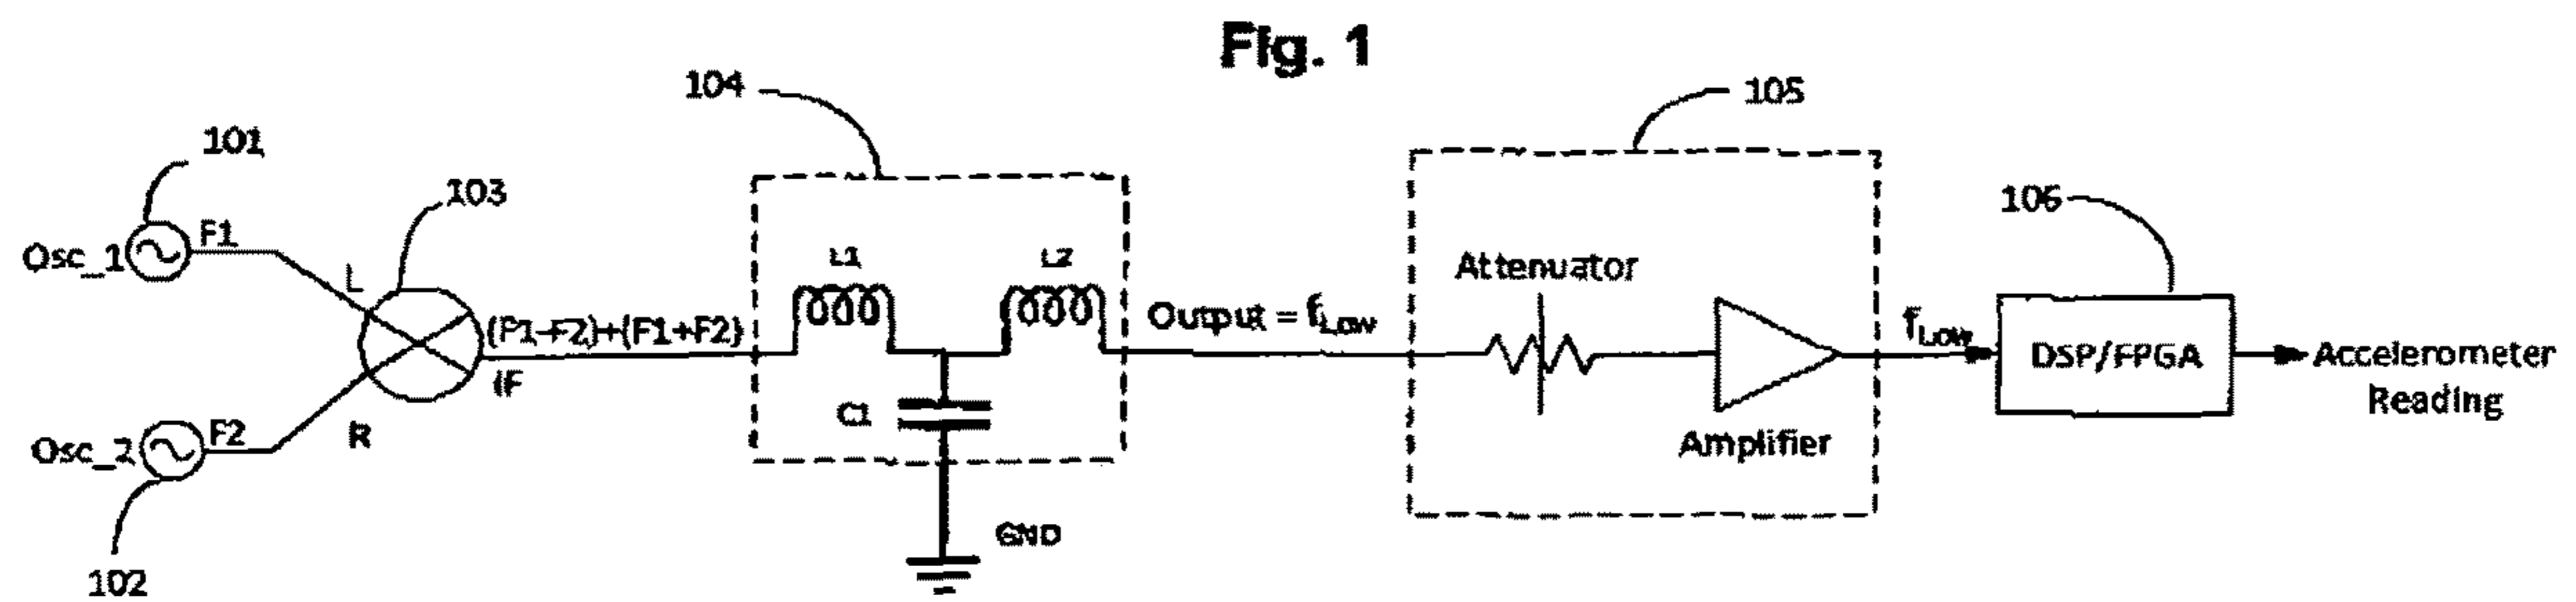 Fig. 1
104
105
101
103
106
Osc_1
F1
L
L1
L2
Attenuator
(F1-F2)+(F1+F2)
IF
Output = fLow
fLow
DSP/FPGA
Accelerometer
Reading
C1
Osc_2
F2
R
Amplifier
GND
102